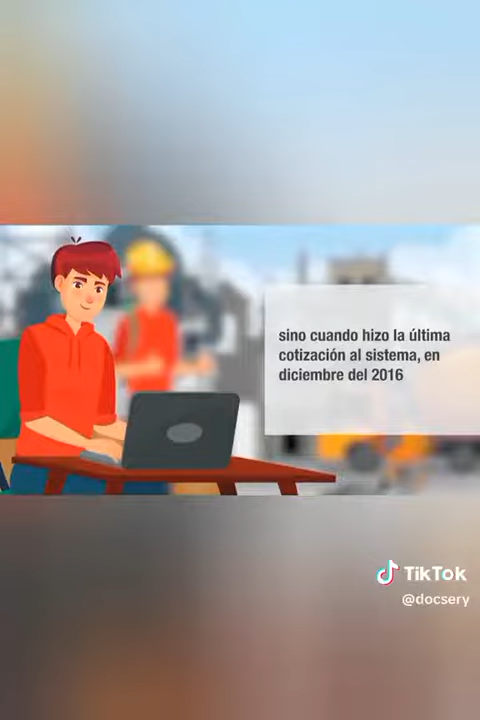 sino cuando hizo la última
cotización al sistema, en
diciembre del 2016
TikTok
@docsery